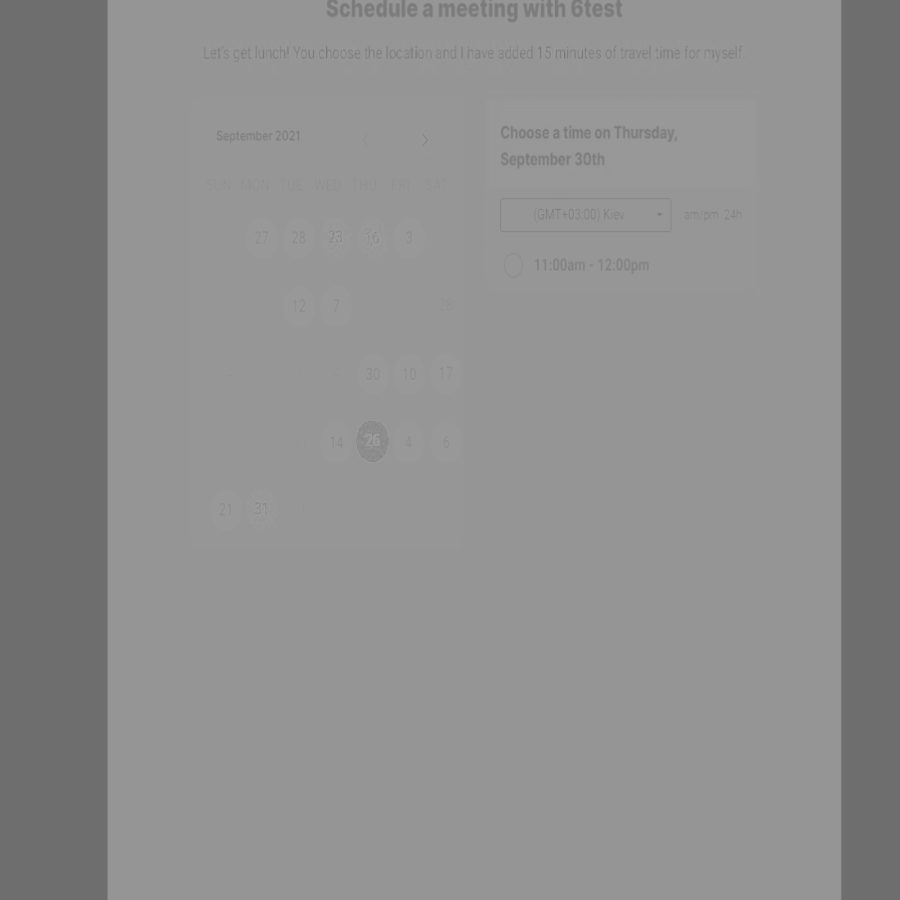 Schedule a meeting with 6test
Let's get lunch! You choose the location and I have added 15 minutes of travel time for myself
September 2021
SUN MON TUE WED THU FRI SAT
27 28 23 16 3
12 7 28
30 10 17
14 26 4 6
21 31
Choose a time on Thursday,
September 30th
(GMT+03:00) Kiev am/pm 24h
11:00am - 12:00pm